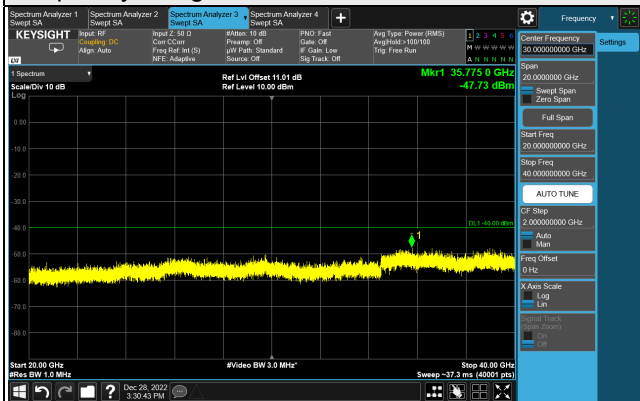 Spectrum Analyzer 1
Swept SA
Spectrum Analyzer 2
Swept SA
Spectrum Analyzer 3
Swept SA
Spectrum Analyzer 4
Swept SA
Frequency
KEYSIGHT
LXI
Input: RF
Coupling: DC
Align: Auto
Input Z: 50 Ω
Corr CCorr
Freq Ref: Int (S)
NFE: Adaptive
#Atten: 10 dB
Preamp: Off
µW Path: Standard
Source: Off
PNO: Fast
Gate: Off
IF Gain: Low
Sig Track: Off
Avg Type: Power (RMS)
Avg|Hold:>100/100
Trig: Free Run
1 2 3 4 5 6
M W W W W W
A N N N N N
1 Spectrum
Scale/Div 10 dB
Log
Ref Lvl Offset 11.01 dB
Ref Level 10.00 dBm
Mkr1 35.775 0 GHz
-47.73 dBm
0.00
-10.0
-20.0
-30.0
-40.0
-50.0
-60.0
-70.0
-80.0
DL1 -40.00 dBm
1
Start 20.00 GHz
#Res BW 1.0 MHz
#Video BW 3.0 MHz*
Stop 40.00 GHz
Sweep ~37.3 ms (40001 pts)
Center Frequency
30.000000000 GHz
Settings
Span
20.0000000 GHz
Swept Span
Zero Span
Full Span
Start Freq
20.000000000 GHz
Stop Freq
40.000000000 GHz
AUTO TUNE
CF Step
2.000000000 GHz
Auto
Man
Freq Offset
0 Hz
X Axis Scale
Log
Lin
Signal Track
(Span Zoom)
On
Off
Dec 28, 2022
3:30:43 PM